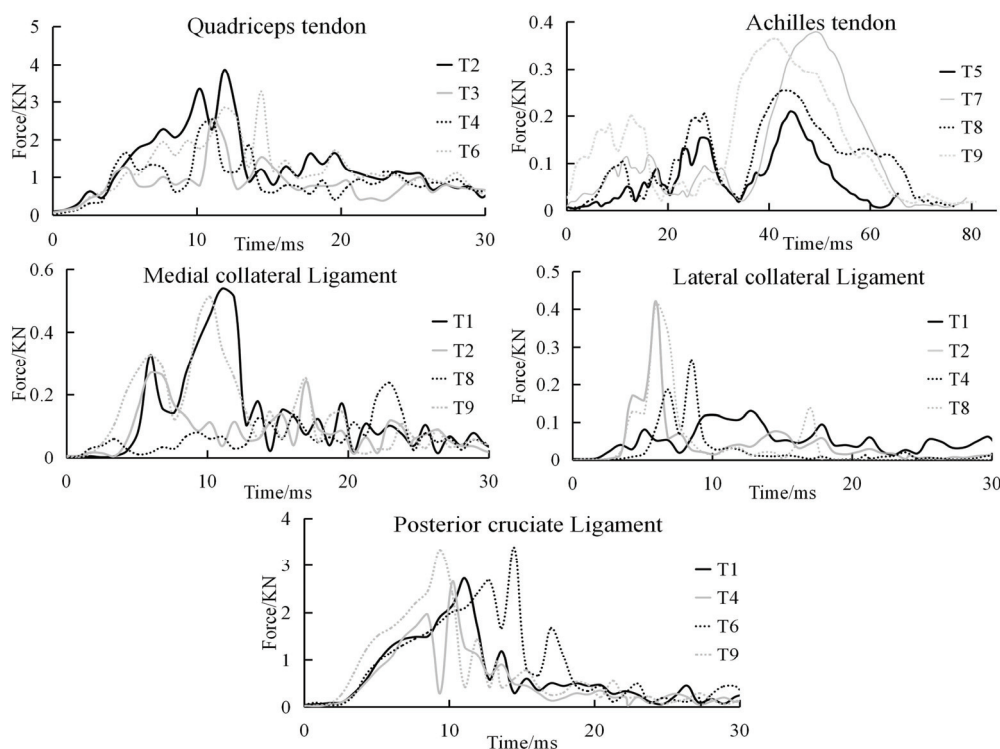 Quadriceps tendon
Force/KN
5
4
3
2
1
0
0 10 20 30
Time/ms
T2
T3
T4
T6
Achilles tendon
Force/KN
0.4
0.3
0.2
0.1
0
0 20 40 60 80
Time/ms
T5
T7
T8
T9
Medial collateral Ligament
Force/KN
0.6
0.4
0.2
0
0 10 20 30
Time/ms
T1
T2
T8
T9
Lateral collateral Ligament
Force/KN
0.5
0.4
0.3
0.2
0.1
0
0 10 20 30
Time/ms
T1
T2
T4
T8
Posterior cruciate Ligament
Force/KN
4
3
2
1
0
0 10 20 30
Time/ms
T1
T4
T6
T9